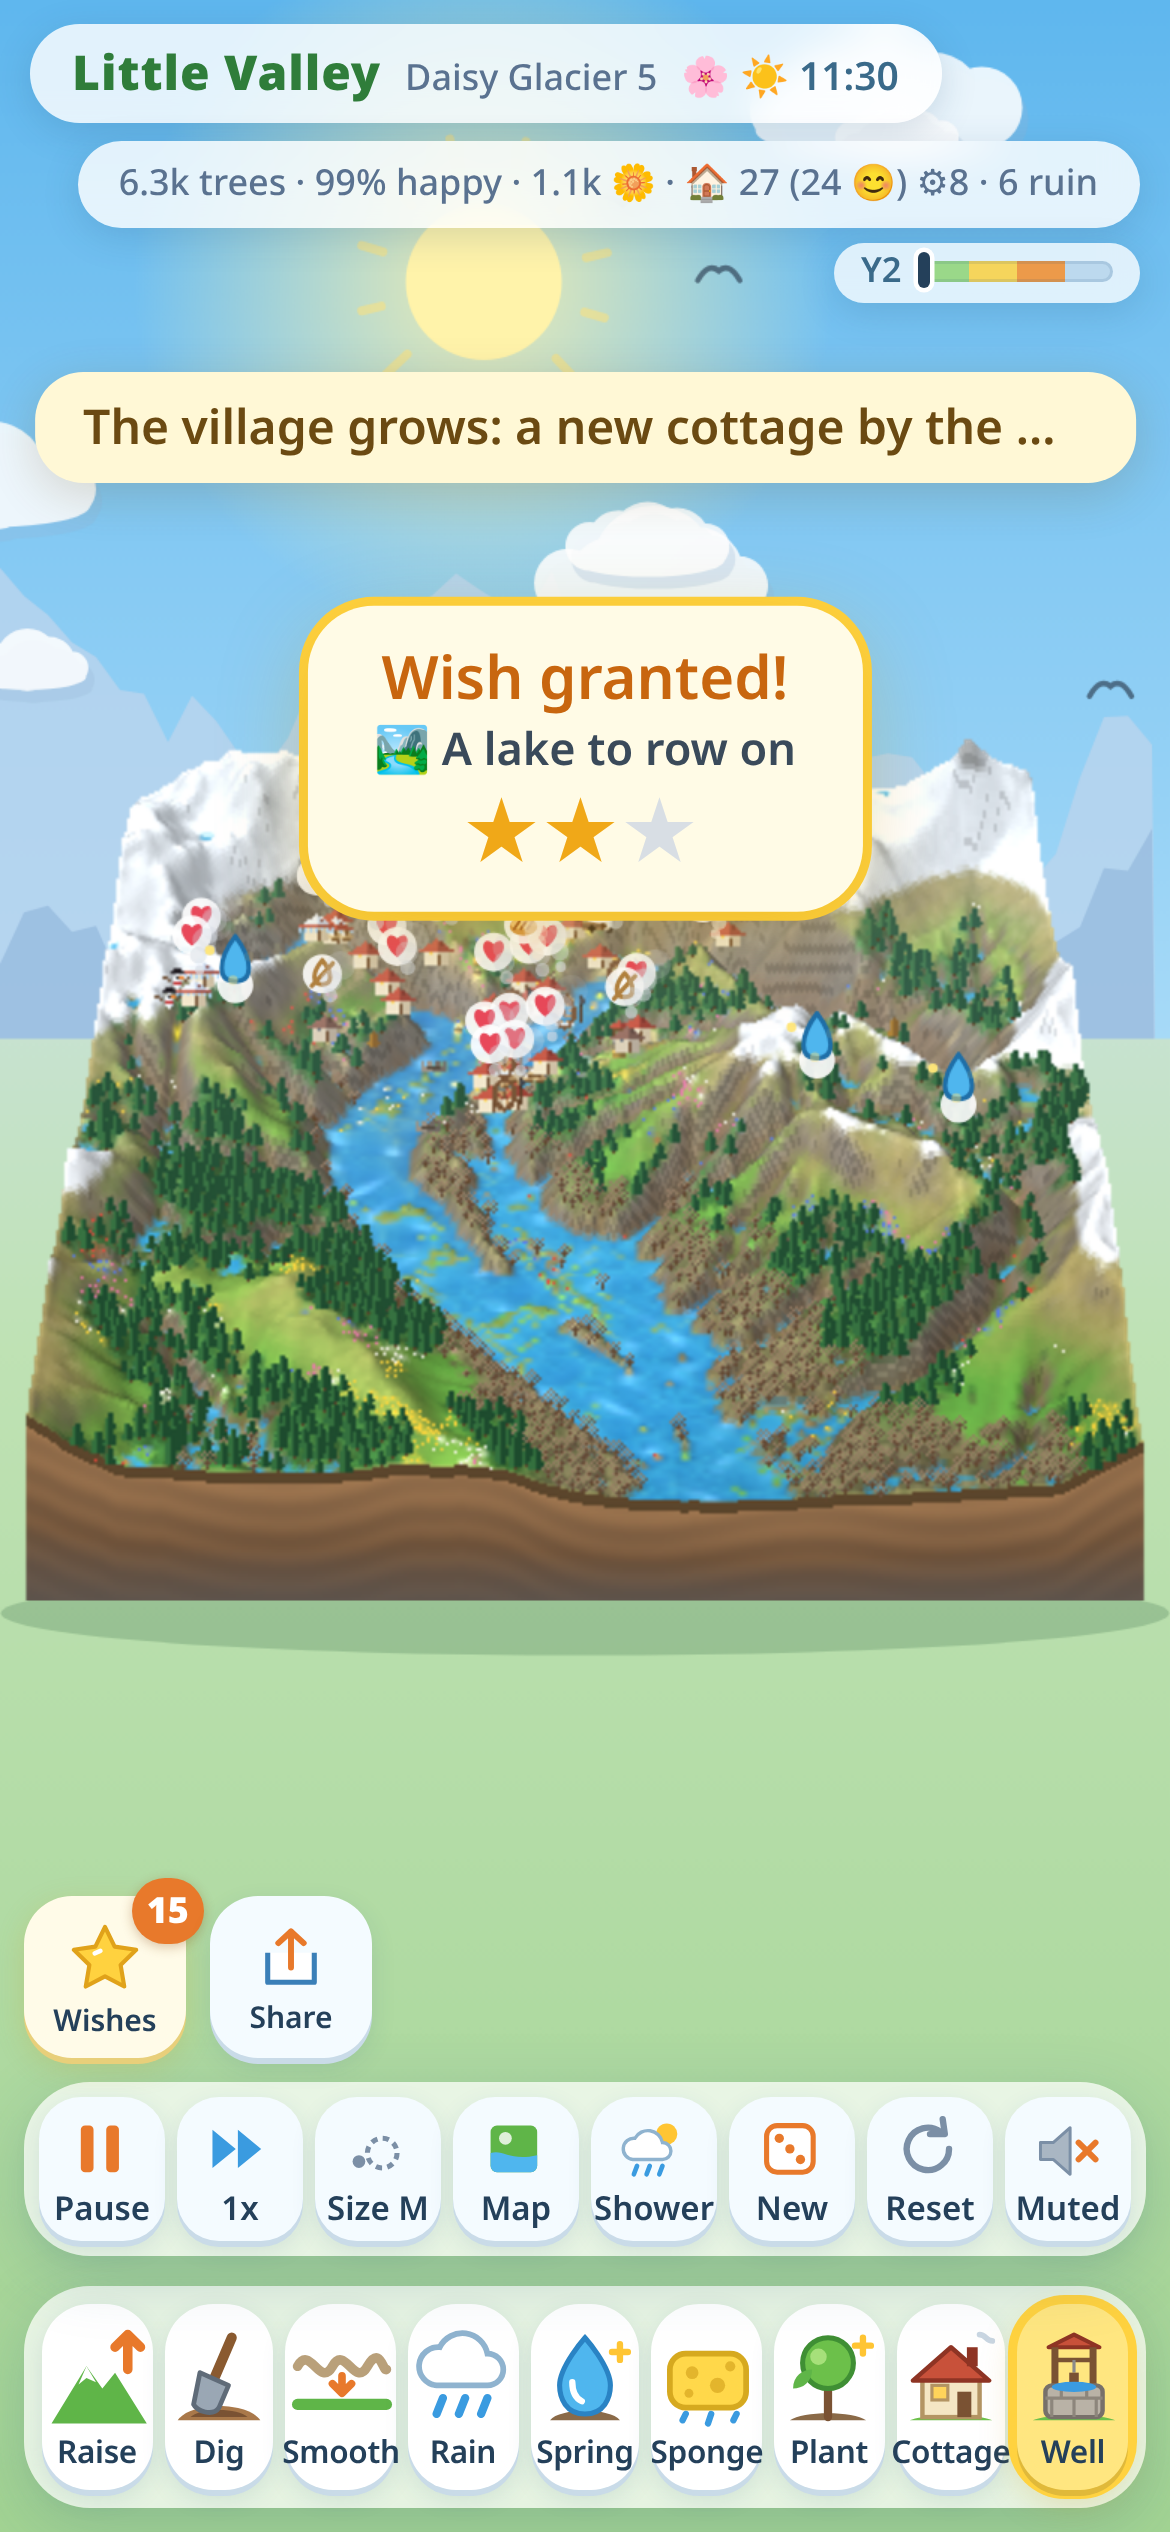 Little Valley Daisy Glacier 5 🌸 ☀️ 11:30
6.3k trees · 99% happy · 1.1k 🌼 · 🏠 27 (24 😊) ⚙8 · 6 ruin
Y2
The village grows: a new cottage by the ...
Wish granted!
🏞️ A lake to row on
15
Wishes Share
Pause 1x Size M Map Shower New Reset Muted
Raise Dig Smooth Rain Spring Sponge Plant Cottage Well